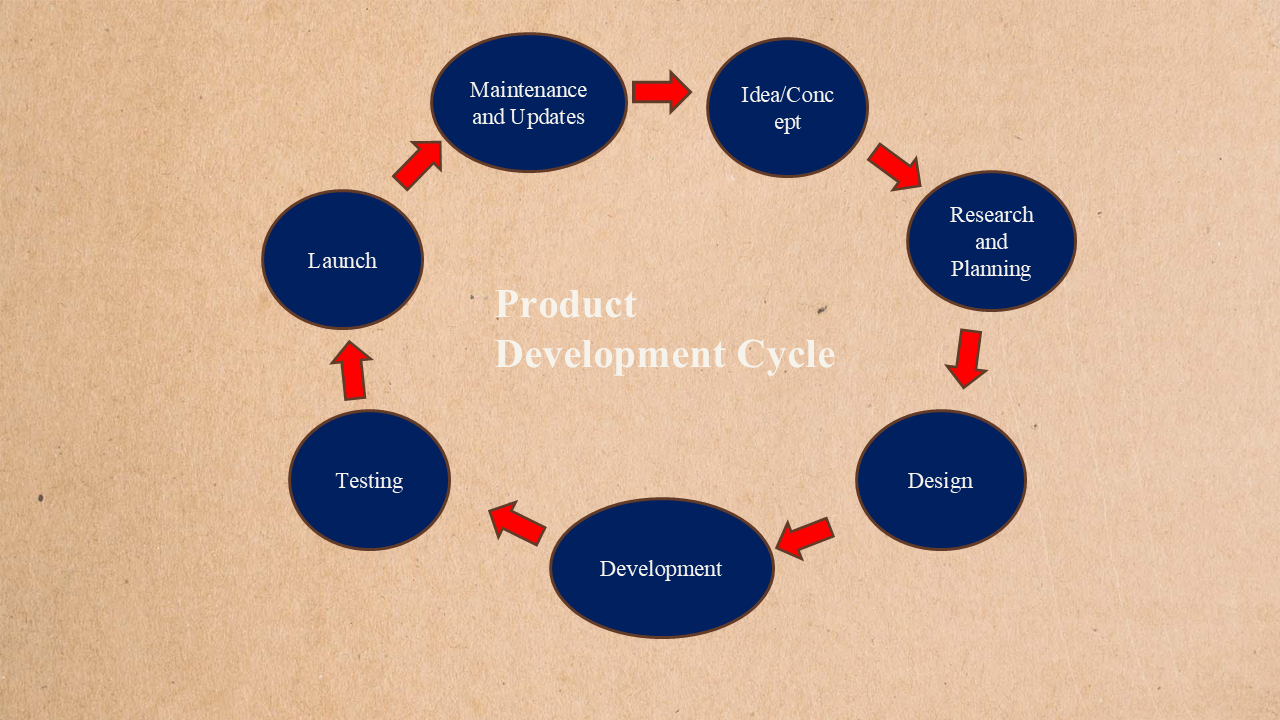 Maintenance
and Updates
Idea/Conc
ept
Research
and
Planning
Launch
Product
Development Cycle
Testing
Design
Development